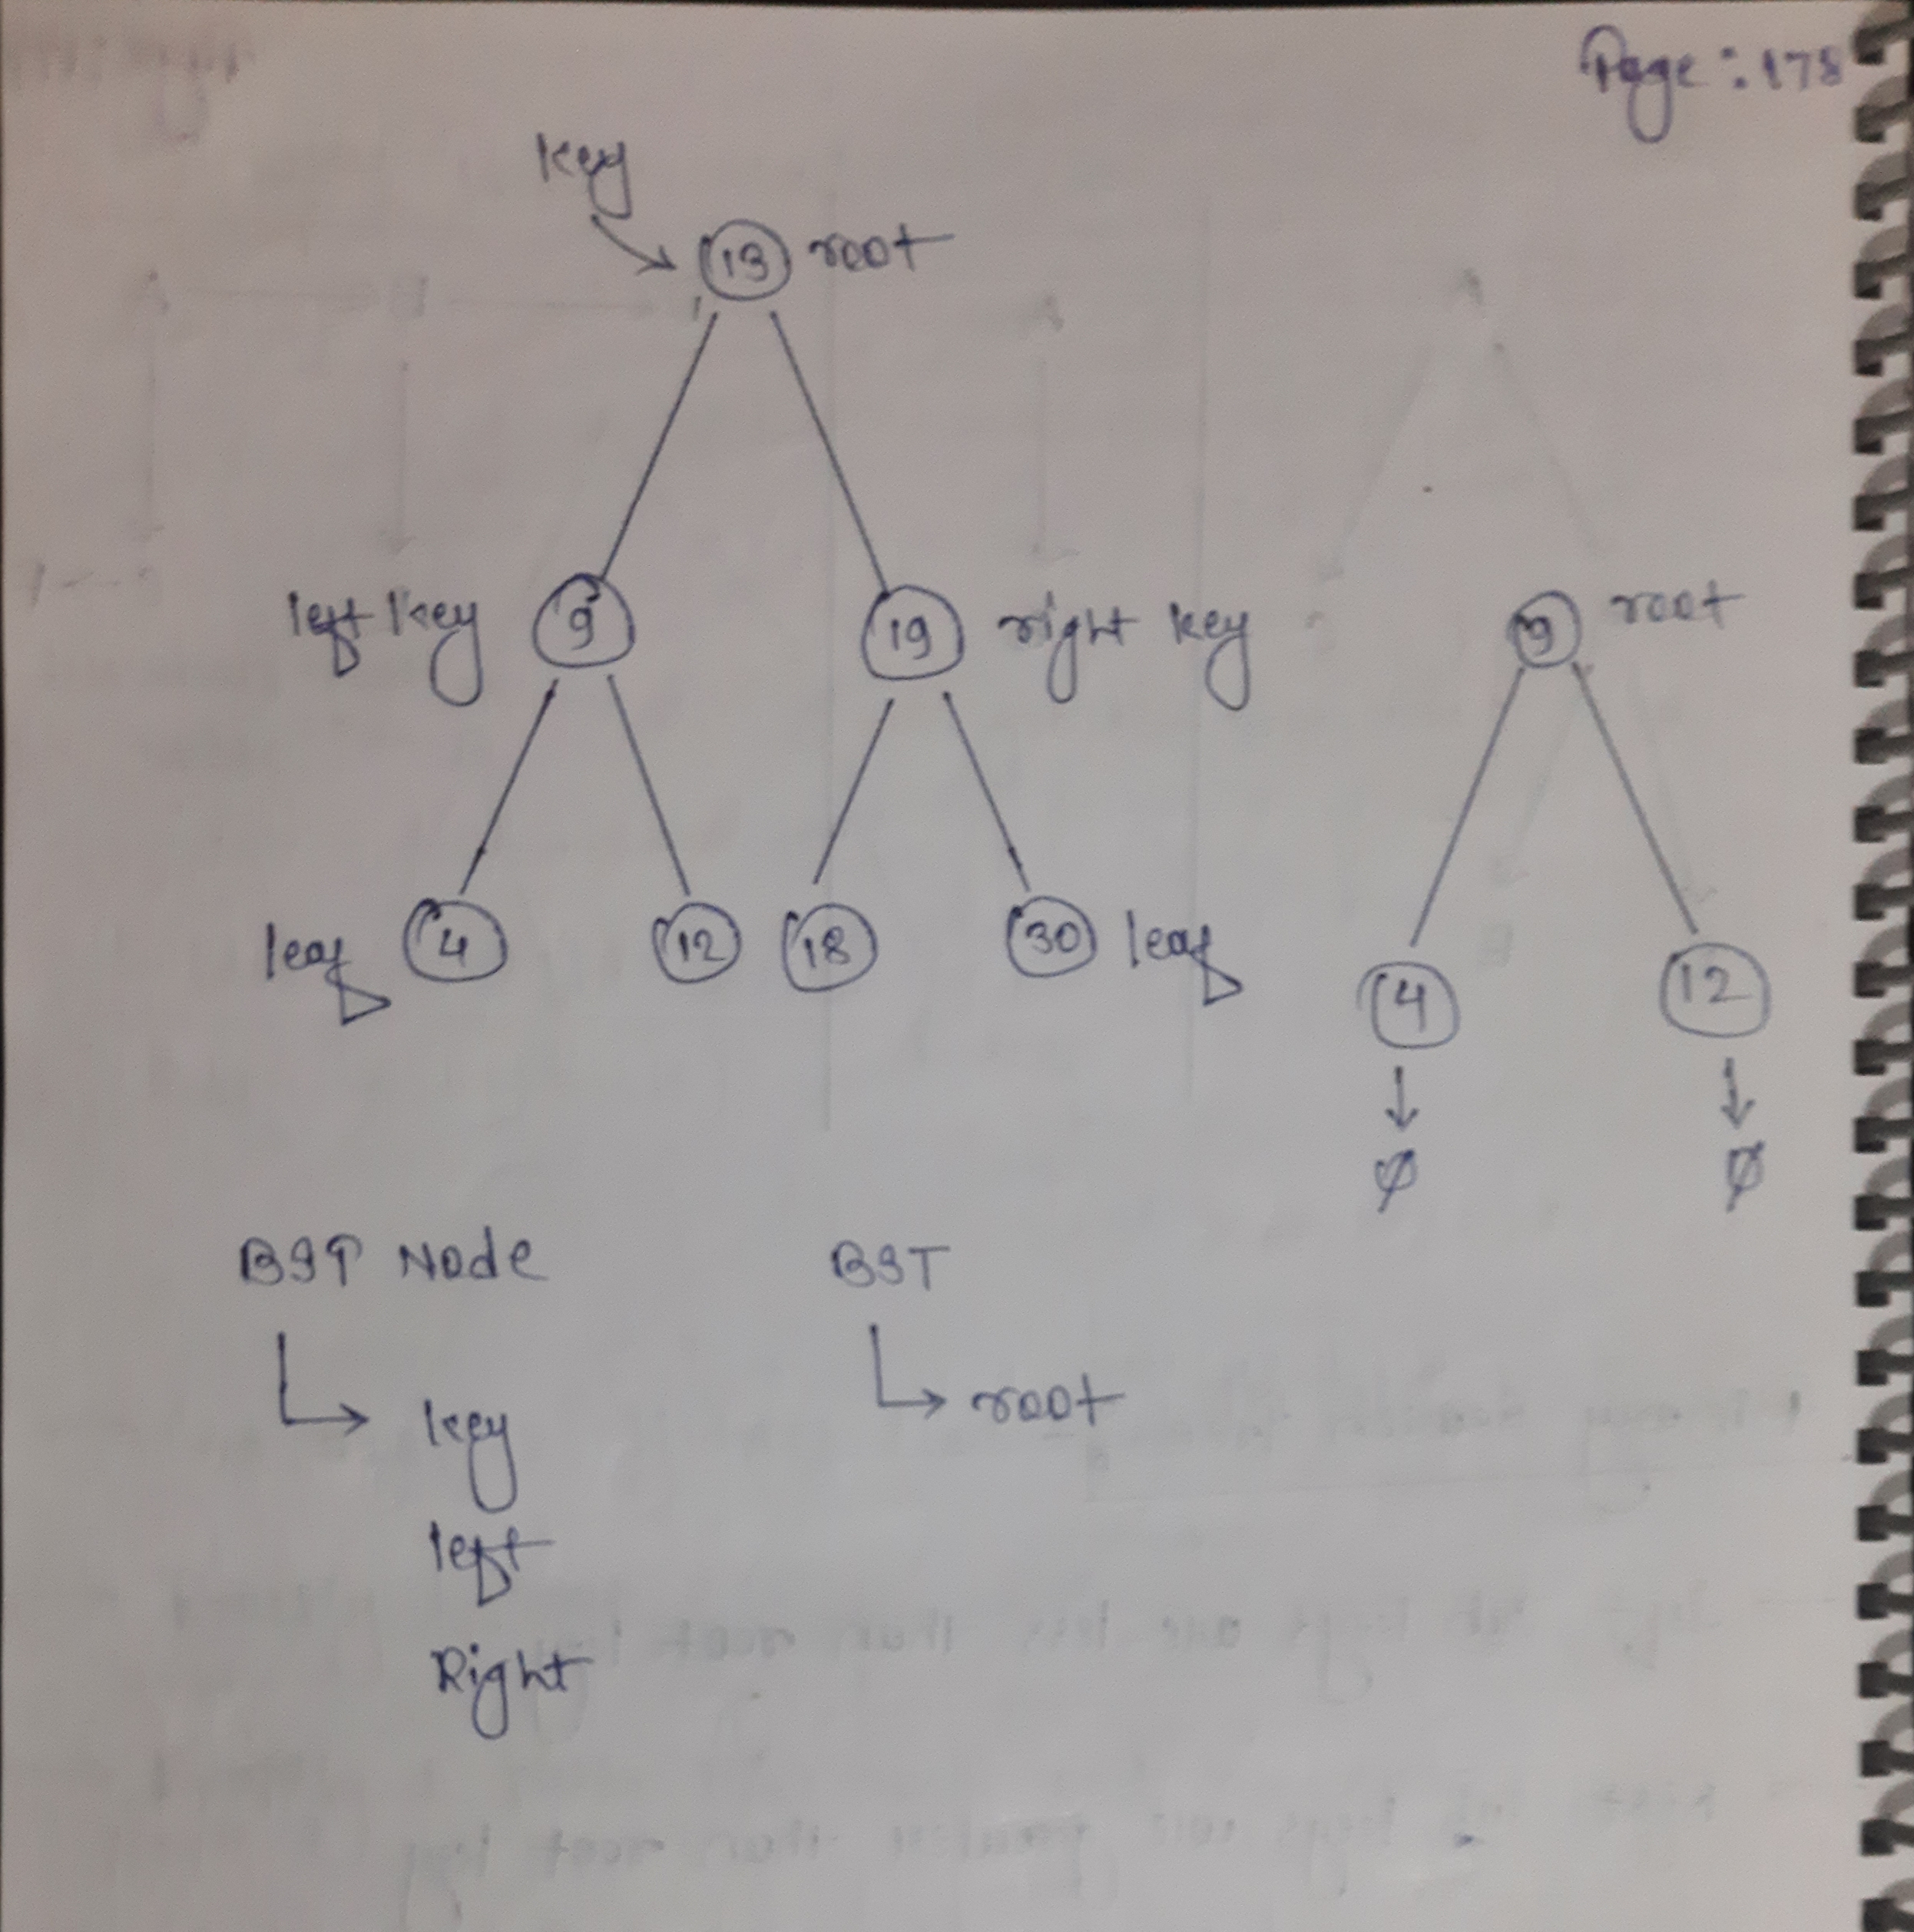 Page: 178
key
13 root
left key 9 19 right key 9 root
leaf 4 12 18 30 leaf 4 12
Ø Ø
BST Node BST
key root
left
Right